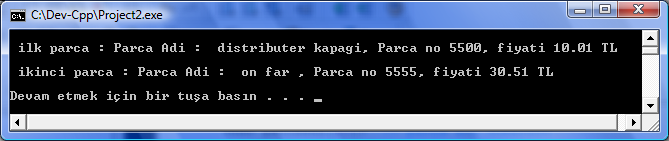 C:\Dev-Cpp\Project2.exe
ilk parca : Parca Adi :  distributer kapagi, Parca no 5500, fiyati 10.01 TL
ikinci parca : Parca Adi :  on far , Parca no 5555, fiyati 30.51 TL
Devam etmek için bir tuşa basın . . . _